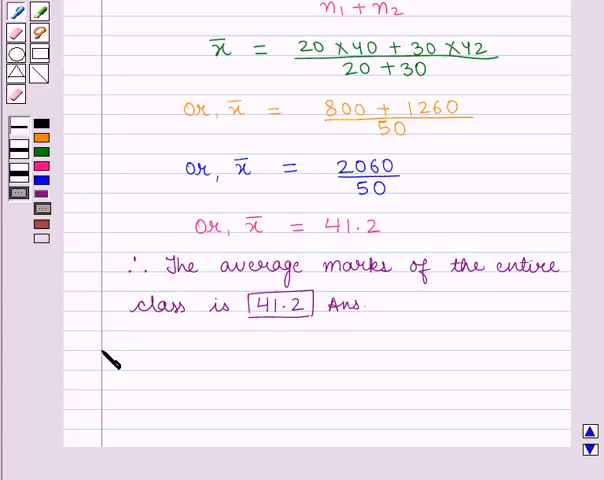 n₁ + n₂
x̄ = (20 × 40 + 30 × 42) / (20 + 30)
or, x̄ = (800 + 1260) / 50
or, x̄ = 2060 / 50
or, x̄ = 41.2
∴ The average marks of the entire
class is 41.2 Ans.